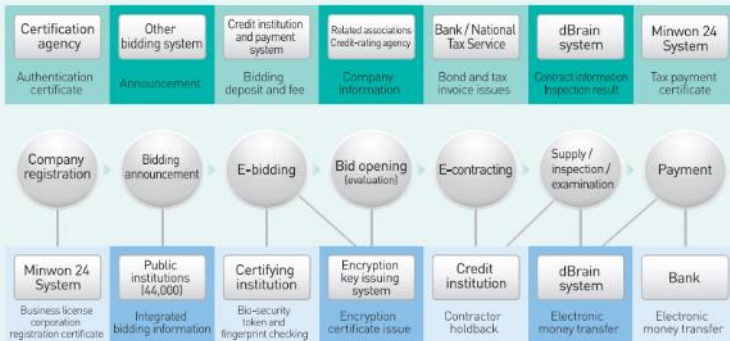 Certification
agency
Authentication
certificate
Other
bidding system
Announcement
Credit institution
and payment
system
Bidding
deposit and fee
Related associations
Credit-rating agency
Company
information
Bank / National
Tax Service
Bond and tax
invoice issues
dBrain
system
Contract information
Inspection result
Minwon 24
System
Tax payment
certificate
Company
registration
Bidding
announcement
E-bidding
Bid opening
(evaluation)
E-contracting
Supply /
inspection /
examination
Payment
Minwon 24
System
Business license
corporation
registration certificate
Public
institutions
(44,000)
Integrated
bidding information
Certifying
institution
Bio-security
token and
fingerprint checking
Encryption
key issuing
system
Encryption
certificate issue
Credit
institution
Contractor
holdback
dBrain
system
Electronic
money transfer
Bank
Electronic
money transfer